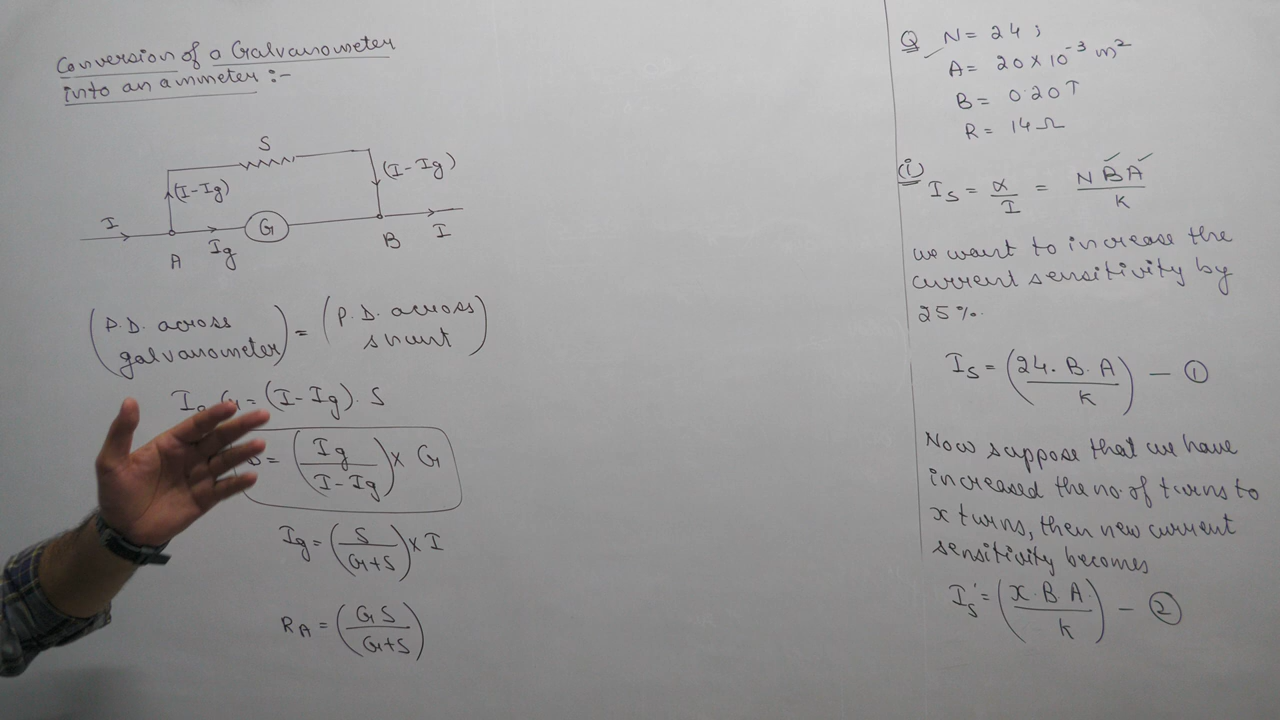 Conversion of a Galvanometer
into an ammeter :-
S
(I-Ig)
(I-Ig)
I
Ig
G
I
A
B
(P.D. across galvanometer) = (P.D. across shunt)
= (I-Ig). S
= (Ig / I-Ig) × G
Ig = (S / G+S) × I
RA = (GS / G+S)
Q N = 24 ;
A = 20 × 10⁻³ m²
B = 0.20T
R = 14 Ω
(i)
Is = α/I = NBA/k
we want to increase the
current sensitivity by
25%.
Is = (24. B. A / k) — ①
Now suppose that we have
increased the no. of turns to
x turns, then new current
sensitivity becomes
Is' = (x. B A. / k) — ②